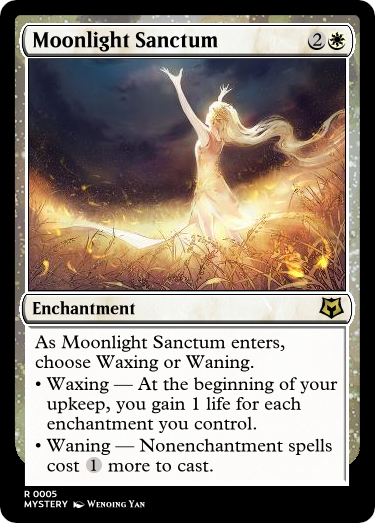 Moonlight Sanctum 2
Enchantment
As Moonlight Sanctum enters,
choose Waxing or Waning.
• Waxing — At the beginning of your
upkeep, you gain 1 life for each
enchantment you control.
• Waning — Nonenchantment spells
cost 1 more to cast.
R 0005
MYSTERY Wenqing Yan